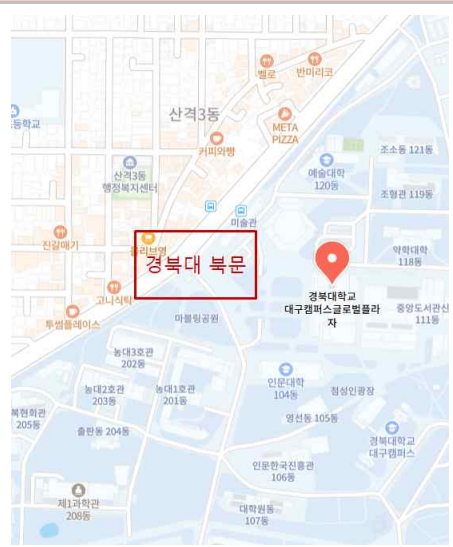 벨로
반미리코
산격3동
META
PIZZA
커피와빵
조소동 121동
예술대학
120동
산격3동
행정복지센터
조형관 119동
미술관
진갈매기
올리브영
약학대학
118동
경북대 북문
경북대학교
대구캠퍼스글로벌플라
자
고니식탁
투썸플레이스
마블링공원
중앙도서관신
111동
농대3호관
202동
인문대학
104동
첨성인광장
농대2호관
203동
농대1호관
201동
복현회관
205동
출판동 204동
영선동 105동
경북대학교
대구캠퍼스
인문한국진흥관
106동
제1과학관
208동
대학원동
107동